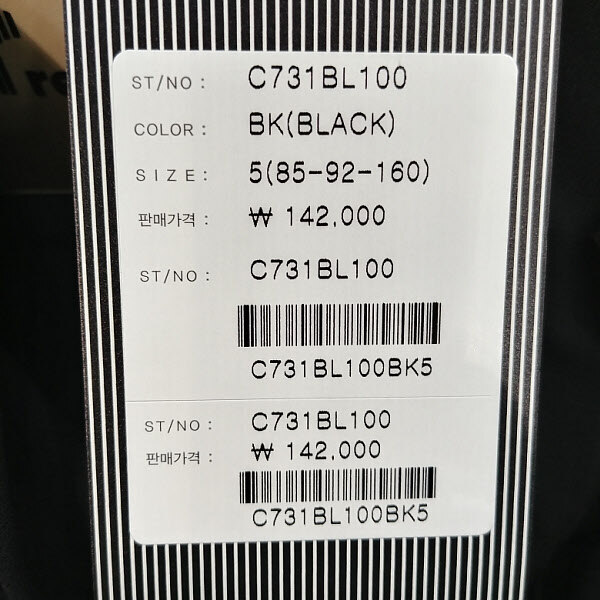 ST/NO : C731BL100
COLOR : BK(BLACK)
SIZE : 5(85-92-160)
판매가격 : ₩ 142,000
ST/NO : C731BL100
C731BL100BK5
ST/NO : C731BL100
판매가격 : ₩ 142,000
C731BL100BK5